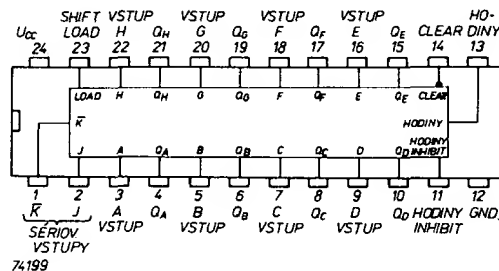 SHIFT VSTUP VSTUP VSTUP VSTUP HO-
UCC LOAD H QH G QG F QF E QE CLEAR DINY
24 23 22 21 20 19 18 17 16 15 14 13
LOAD H QH G QG F QF E QE CLEAR
K̅ HODINY
HODINY
J A QA B QB C QC D QD INHIBIT
1 2 3 4 5 6 7 8 9 10 11 12
K̅ J A QA B QB C QC D QD HODINY GND
SERIOV. VSTUP VSTUP VSTUP VSTUP INHIBIT
VSTUPY
74199